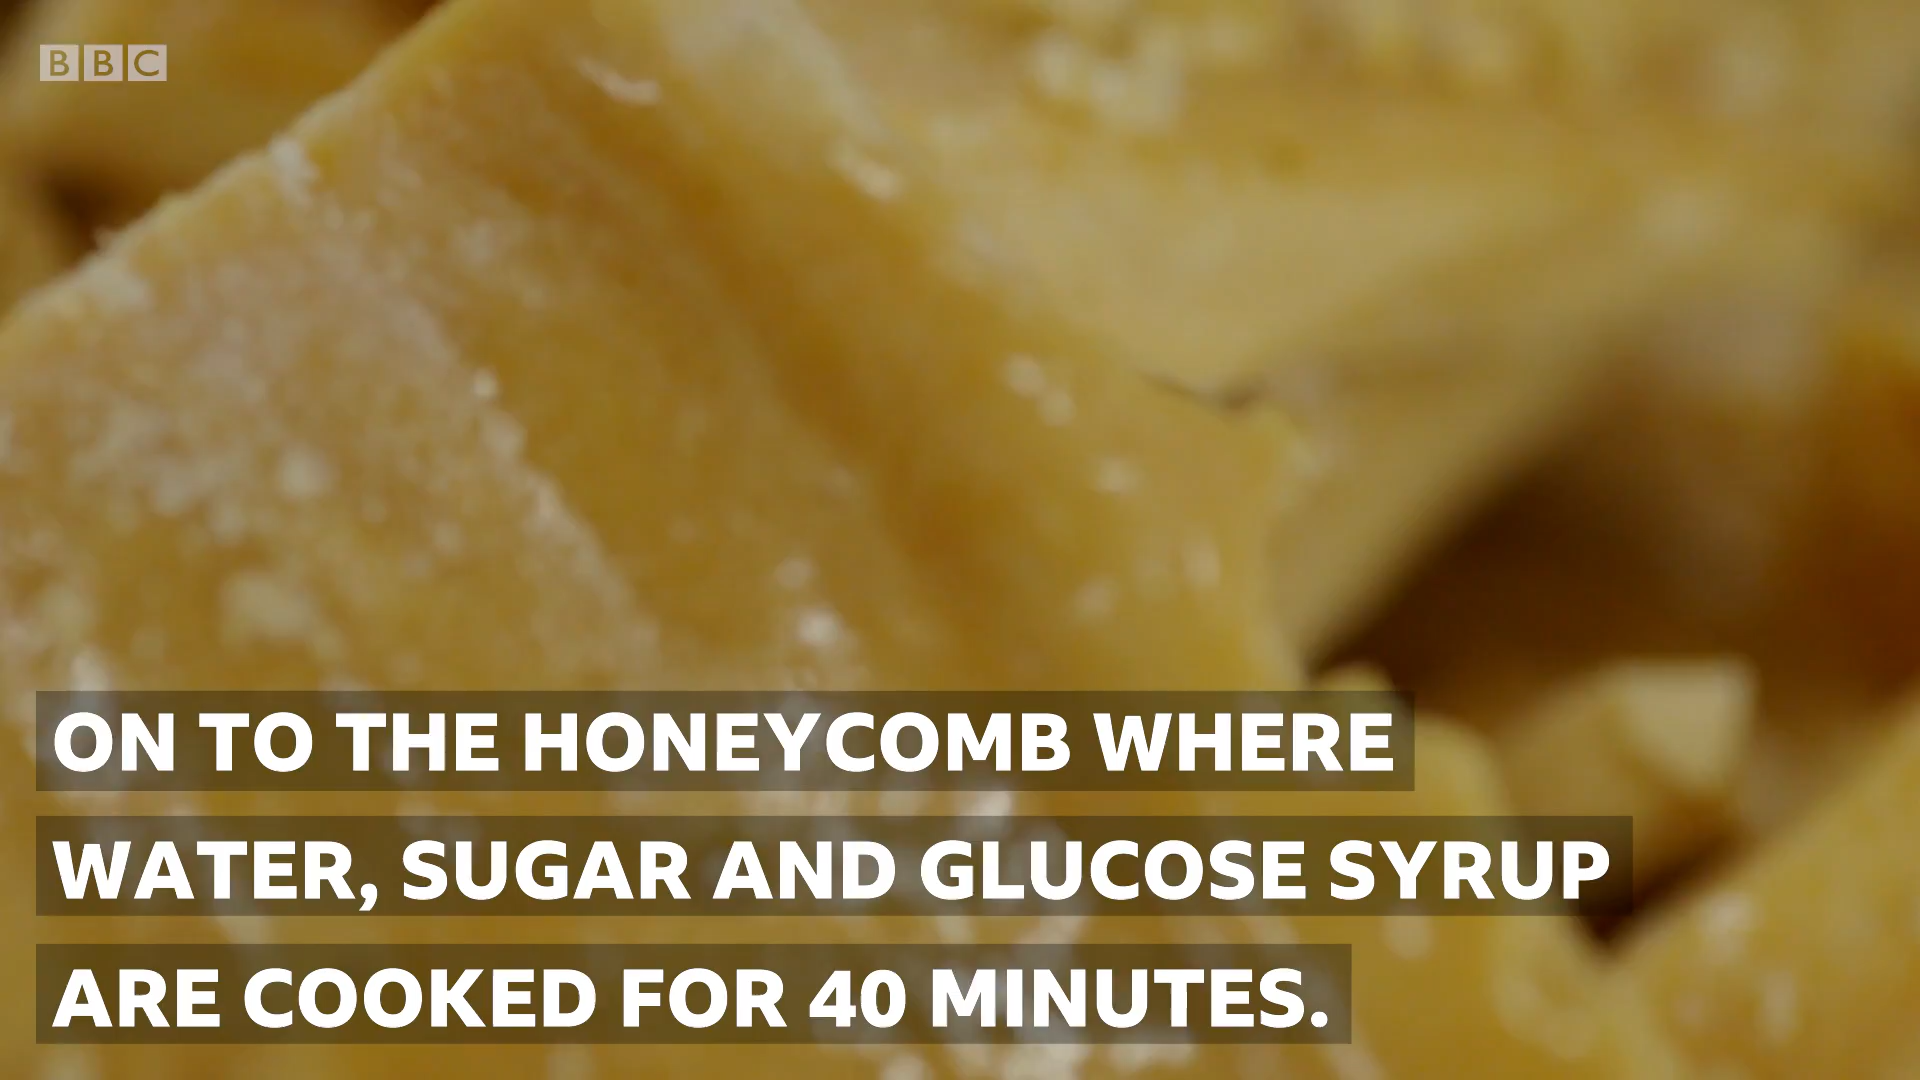 BBC
ON TO THE HONEYCOMB WHERE
WATER, SUGAR AND GLUCOSE SYRUP
ARE COOKED FOR 40 MINUTES.